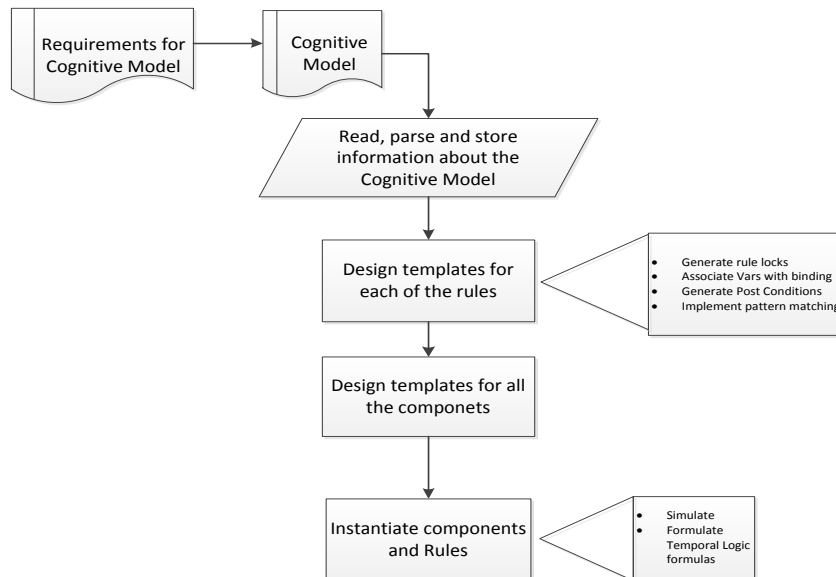 Requirements for
Cognitive Model
Cognitive
Model
Read, parse and store
information about the
Cognitive Model
Design templates for
each of the rules
• Generate rule locks
• Associate Vars with binding
• Generate Post Conditions
• Implement pattern matching
Design templates for all
the componets
Instantiate components
and Rules
• Simulate
• Formulate
Temporal Logic
formulas